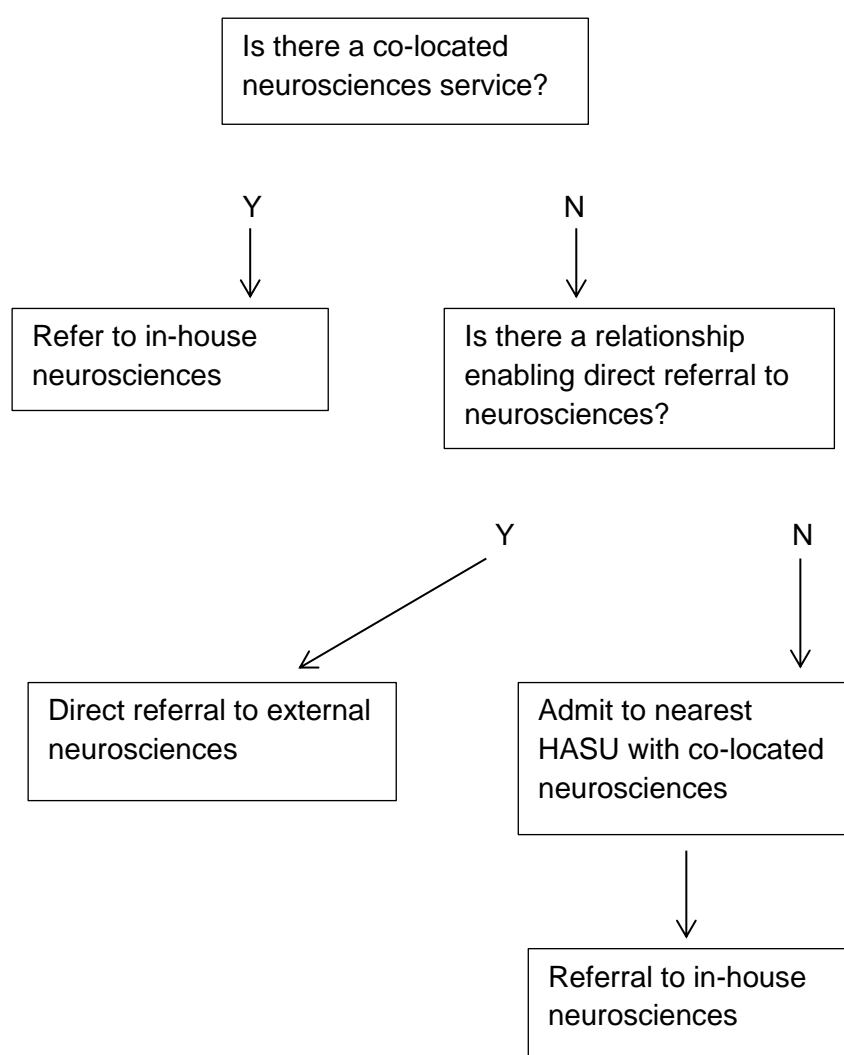 Is there a co-located
neurosciences service?
Y
N
Refer to in-house
neurosciences
Is there a relationship
enabling direct referral to
neurosciences?
Y
N
Direct referral to external
neurosciences
Admit to nearest
HASU with co-located
neurosciences
Referral to in-house
neurosciences